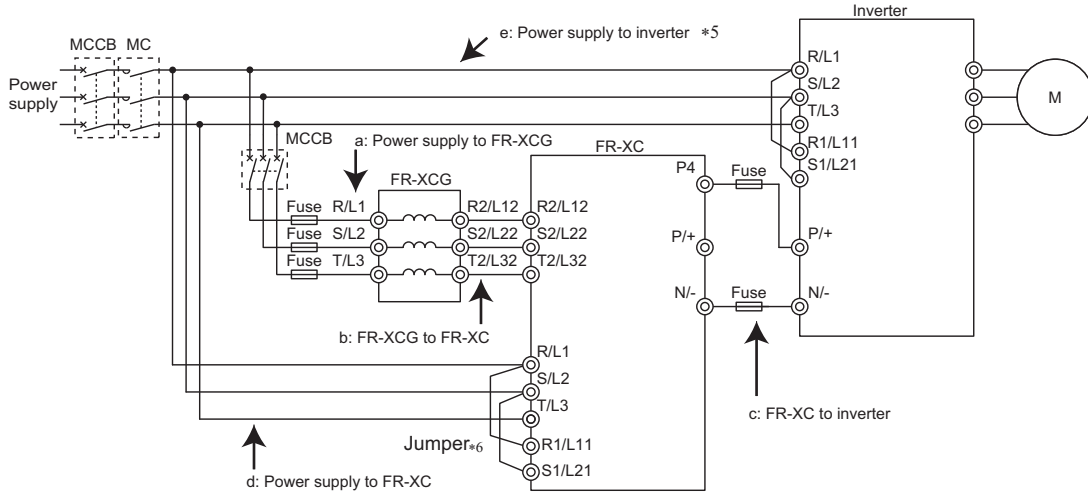 Inverter
MCCB MC
e: Power supply to inverter *5
Power
supply
R/L1
S/L2
T/L3
R1/L11
S1/L21
M
MCCB
a: Power supply to FR-XCG
FR-XC
P4
Fuse
FR-XCG
Fuse R/L1 R2/L12 R2/L12
Fuse S/L2 S2/L22 S2/L22
P/+ P/+
Fuse T/L3 T2/L32 T2/L32
N/- Fuse N/-
b: FR-XCG to FR-XC
R/L1
S/L2
T/L3
c: FR-XC to inverter
Jumper*6
R1/L11
S1/L21
d: Power supply to FR-XC